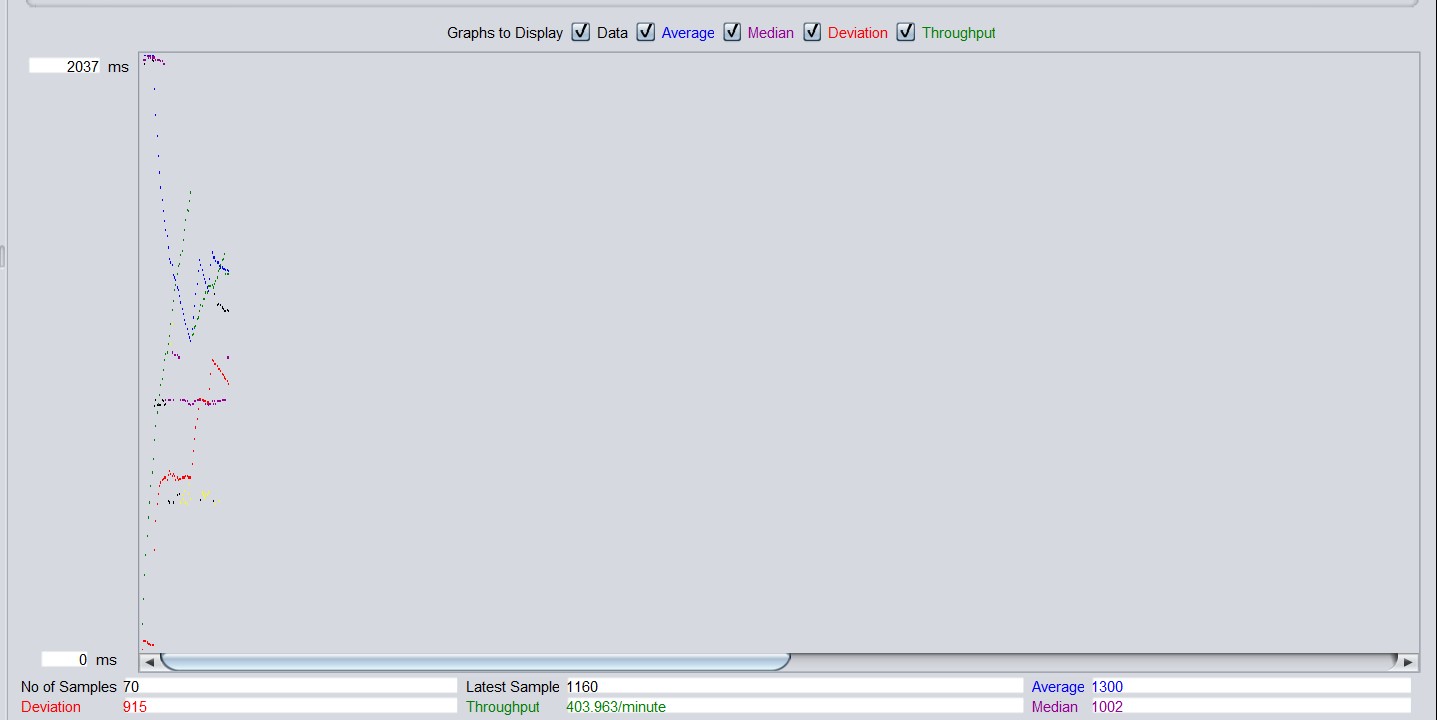 Graphs to Display Data Average Median Deviation Throughput
2037 ms
0 ms
No of Samples 70 Latest Sample 1160 Average 1300
Deviation 915 Throughput 403.963/minute Median 1002